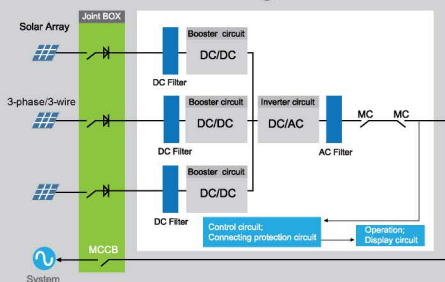 Joint BOX
Solar Array
Booster circuit
DC/DC
DC Filter
3-phase/3-wire
Booster circuit
DC/DC
Inverter circuit
DC/AC
MC
MC
DC Filter
AC Filter
Booster circuit
DC/DC
DC Filter
Control circuit;
Connecting protection circuit
Operation;
Display circuit
MCCB
System